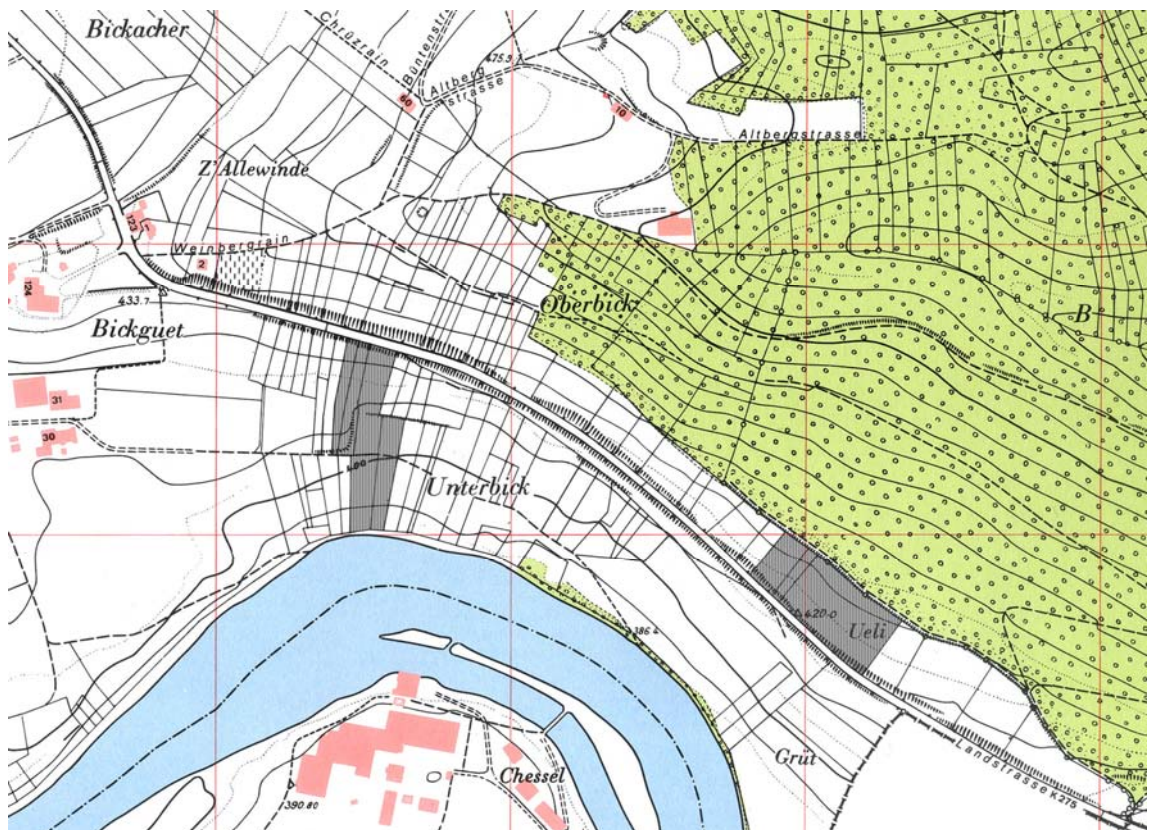 Bickacher
Chrüzrain
Büntenstr
Altberg
strasse
475.3
60
10
Altbergstrasse
Z'Allewinde
123
Weinbergrain
2
124
433.7
Oberbick
B
Bickguet
31
30
400
Unterbick
420.0
386.4
Ueli
Grüt
Landstrasse K275
Chessel
390.80